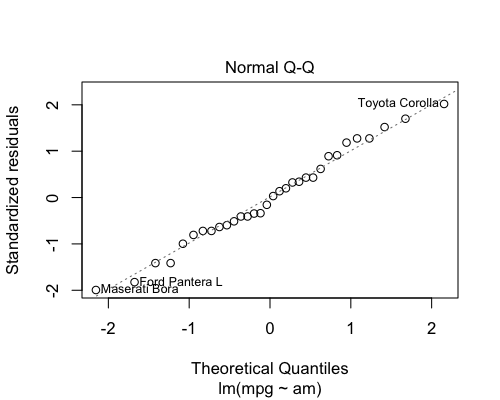 Normal Q-Q
Standardized residuals
2
1
0
-1
-2
Toyota Corolla
Ford Pantera L
Maserati Bora
-2
-1
0
1
2
Theoretical Quantiles
lm(mpg ~ am)